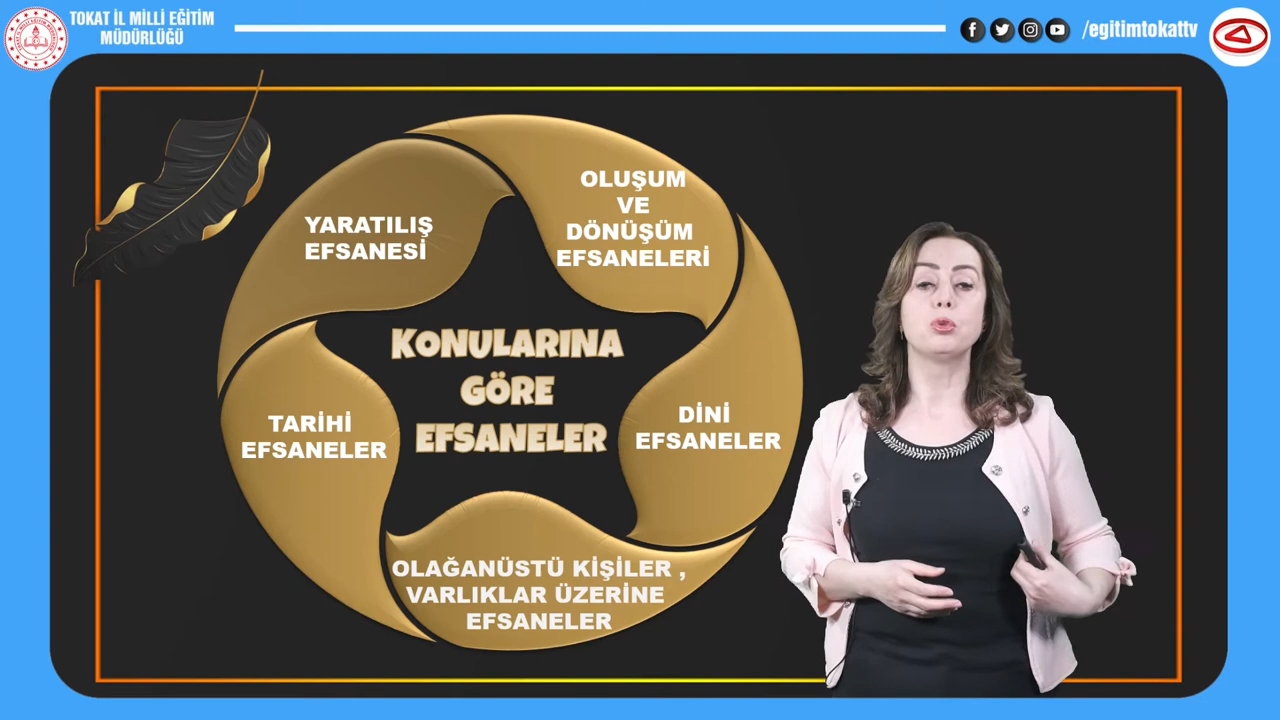 TOKAT İL MİLLİ EĞİTİM
MÜDÜRLÜĞÜ
/egitimtokattv
YARATILIŞ
EFSANESİ
OLUŞUM
VE
DÖNÜŞÜM
EFSANELERİ
KONULARINA
GÖRE
EFSANELER
TARİHİ
EFSANELER
DİNİ
EFSANELER
OLAĞANÜSTÜ KİŞİLER ,
VARLIKLAR ÜZERİNE
EFSANELER